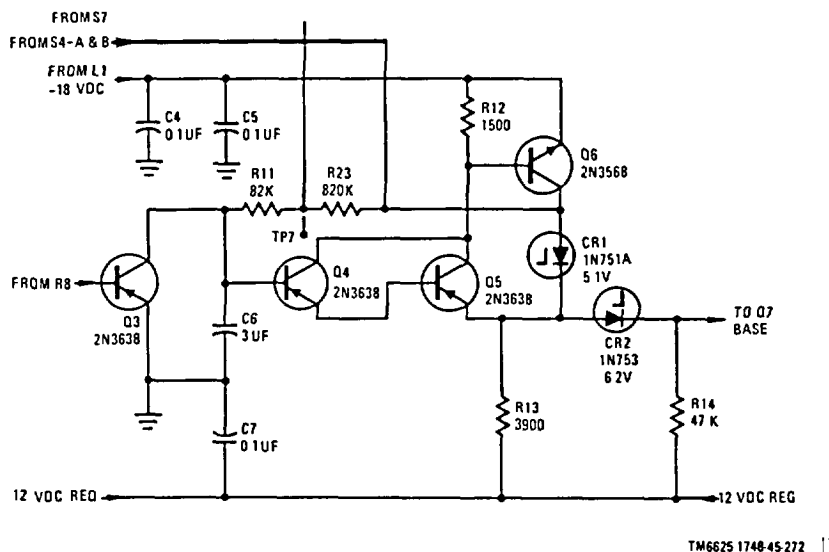 FROM S7
FROM S4-A & B
FROM L1
-18 VDC
C4
0.1UF
C5
0.1UF
R12
1500
Q6
2N3568
R11
82K
R23
820K
TP7
CR1
1N751A
5.1V
FROM R8
Q3
2N3638
Q4
2N3638
Q5
2N3638
C6
3 UF
TO Q7
BASE
CR2
1N753
6.2V
C7
0.1UF
R13
3900
R14
47 K
12 VDC REG
12 VDC REG
TM6625 1748-45-272